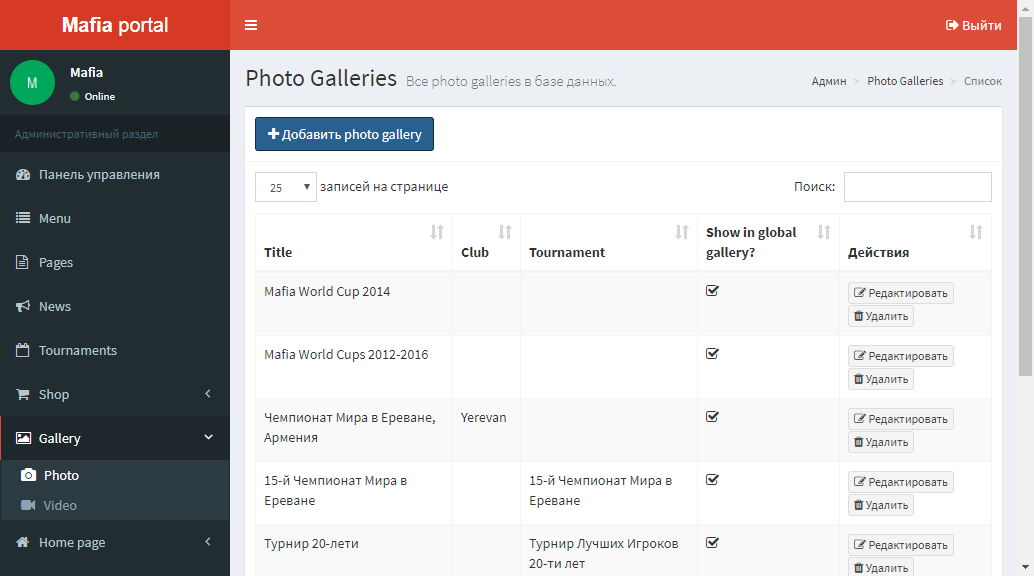 Mafia portal
Выйти
M
Mafia
Online
Административный раздел
Панель управления
Menu
Pages
News
Tournaments
Shop
Gallery
Photo
Video
Home page
Photo Galleries Все photo galleries в базе данных.
Админ > Photo Galleries > Список
Добавить photo gallery
25 записей на странице
Поиск:
Title Club Tournament Show in global gallery? Действия
Mafia World Cup 2014
Редактировать
Удалить
Mafia World Cups 2012-2016
Редактировать
Удалить
Чемпионат Мира в Ереване,
Армения
Yerevan
Редактировать
Удалить
15-й Чемпионат Мира в
Ереване
15-й Чемпионат Мира в
Ереване
Редактировать
Удалить
Турнир 20-лети
Турнир Лучших Игроков
20-ти лет
Редактировать
Удалить